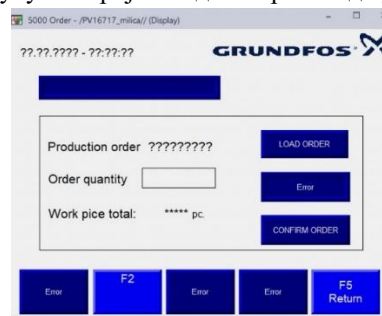 5000 Order - /PV16717_milica// (Display)
??.??.???? - ??:??:??
GRUNDFOS
Production order ?????????
LOAD ORDER
Order quantity
Error
Work pice total: ***** pc.
CONFIRM ORDER
Error
F2
Error
Error
F5
Return